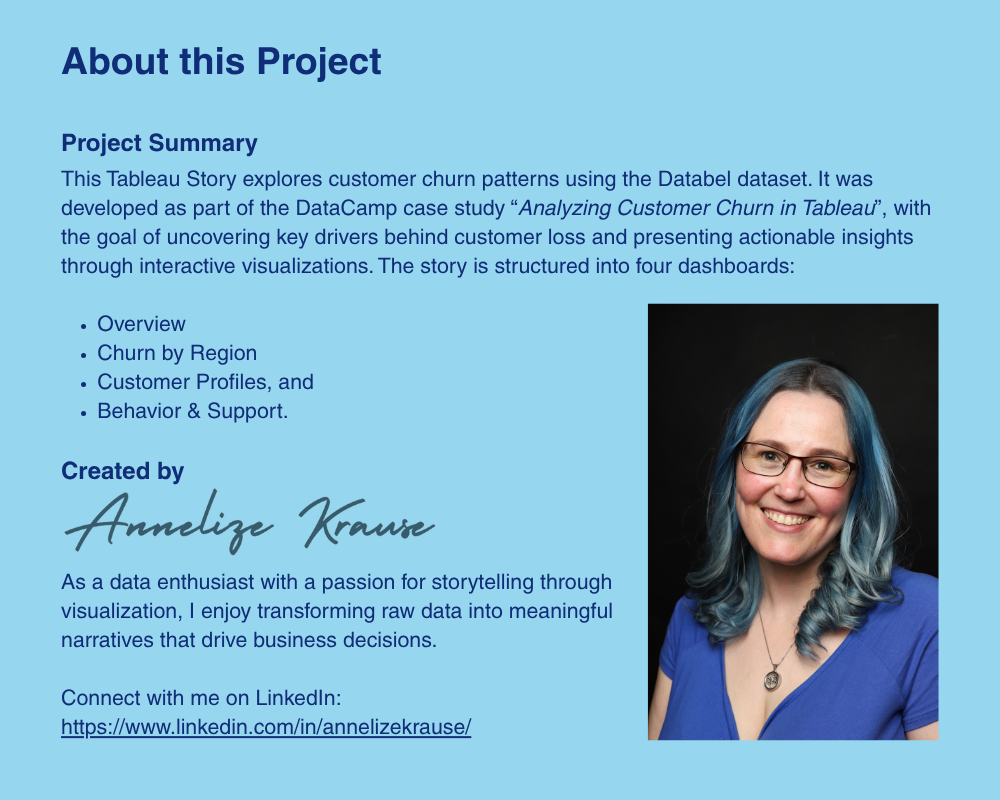 About this Project
Project Summary
This Tableau Story explores customer churn patterns using the Databel dataset. It was
developed as part of the DataCamp case study “Analyzing Customer Churn in Tableau”, with
the goal of uncovering key drivers behind customer loss and presenting actionable insights
through interactive visualizations. The story is structured into four dashboards:
• Overview
• Churn by Region
• Customer Profiles, and
• Behavior & Support.
Created by
Annelize Krause
As a data enthusiast with a passion for storytelling through
visualization, I enjoy transforming raw data into meaningful
narratives that drive business decisions.
Connect with me on LinkedIn:
https://www.linkedin.com/in/annelizekrause/